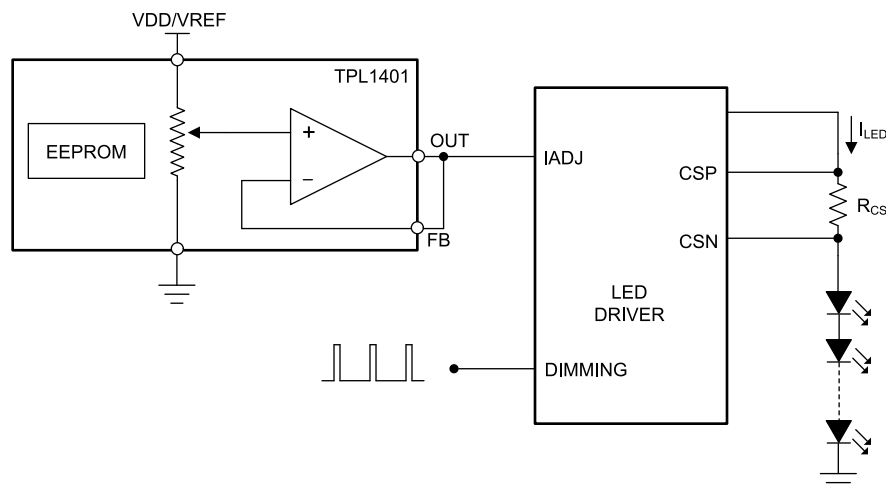 VDD/VREF
TPL1401
EEPROM
+
−
OUT
FB
IADJ
CSP
CSN
LED
DRIVER
DIMMING
ILED
RCS